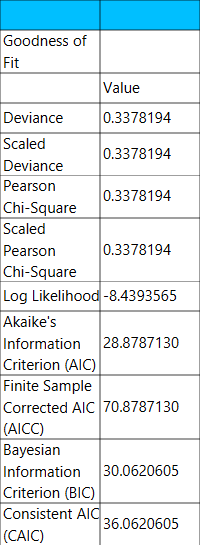 Goodness of
Fit
Value
Deviance 0.3378194
Scaled
Deviance 0.3378194
Pearson
Chi-Square 0.3378194
Scaled
Pearson
Chi-Square 0.3378194
Log Likelihood -8.4393565
Akaike's
Information
Criterion (AIC) 28.8787130
Finite Sample
Corrected AIC
(AICC) 70.8787130
Bayesian
Information
Criterion (BIC) 30.0620605
Consistent AIC
(CAIC) 36.0620605